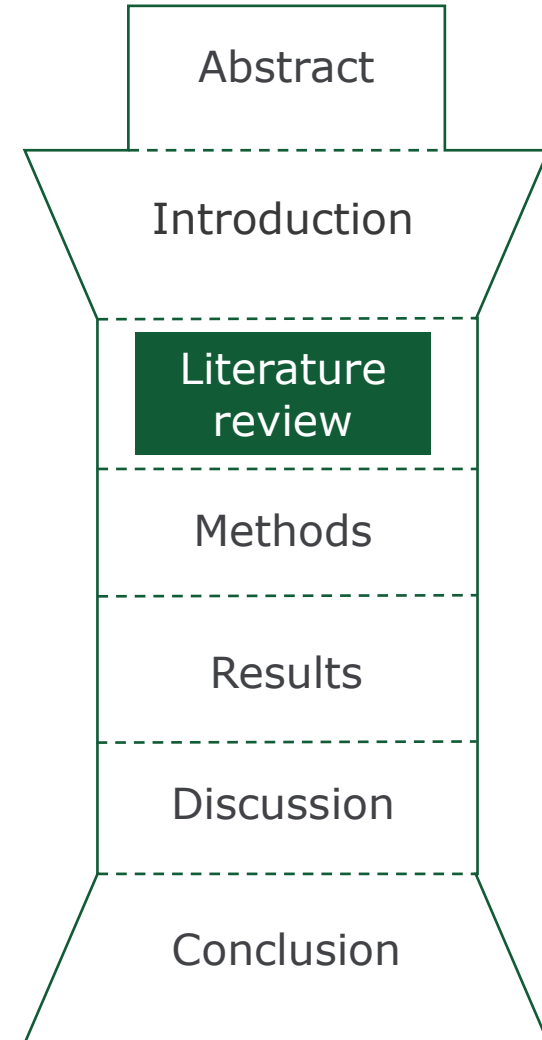 Abstract
Introduction
Literature
review
Methods
Results
Discussion
Conclusion